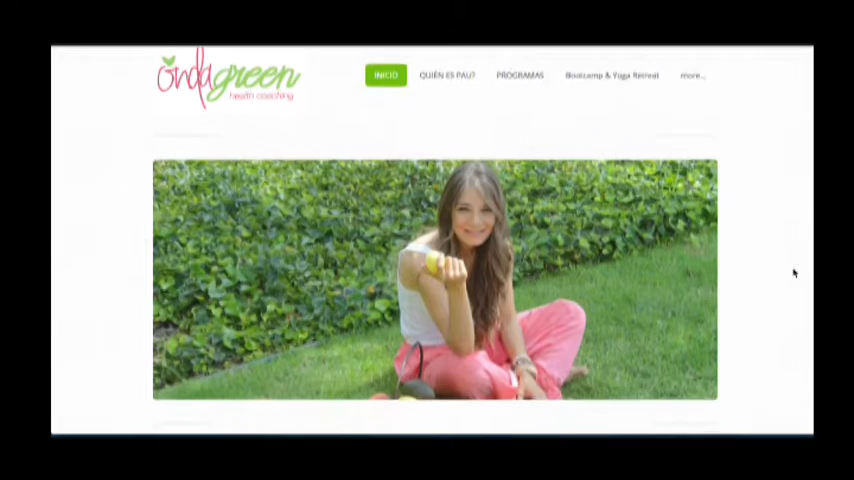 ondagreen
health coaching
INICIO QUIÉN ES PAU? PROGRAMAS Bootcamp & Yoga Retreat more...